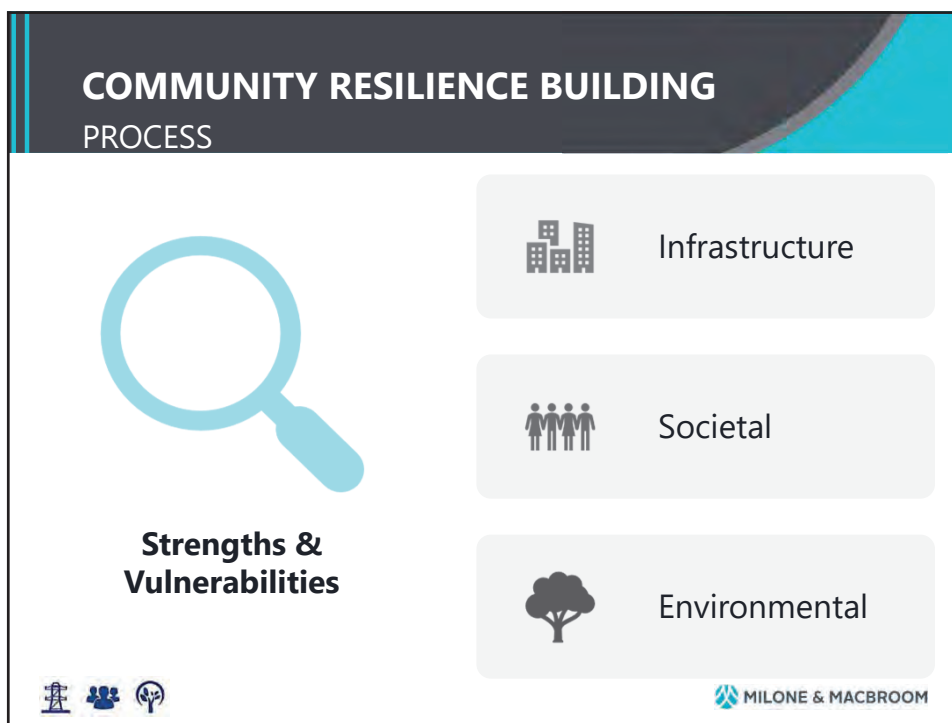 COMMUNITY RESILIENCE BUILDING
PROCESS
Strengths &
Vulnerabilities
Infrastructure
Societal
Environmental
MILONE & MACBROOM